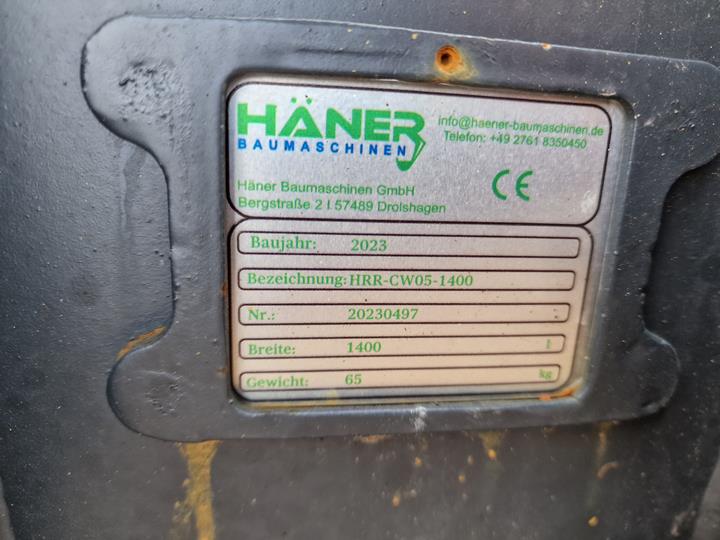 HÄNER
BAUMASCHINEN
info@haener-baumaschinen.de
Telefon: +49 2761 8350450
Häner Baumaschinen GmbH
Bergstraße 2 I 57489 Drolshagen
CE
Baujahr: 2023
Bezeichnung: HRR-CW05-1400
Nr.: 20230497
Breite: 1400 l
Gewicht: 65 kg